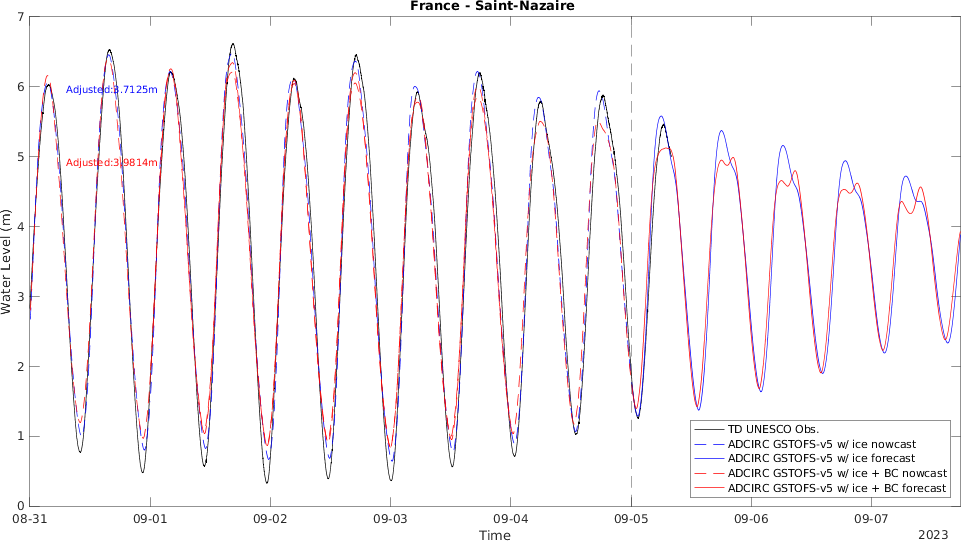 France - Saint-Nazaire
7
6
5
4
3
2
1
0
Water Level (m)
Adjusted:3.7125m
Adjusted:3.9814m
TD UNESCO Obs.
ADCIRC GSTOFS-v5 w/ ice nowcast
ADCIRC GSTOFS-v5 w/ ice forecast
ADCIRC GSTOFS-v5 w/ ice + BC nowcast
ADCIRC GSTOFS-v5 w/ ice + BC forecast
08-31 09-01 09-02 09-03 09-04 09-05 09-06 09-07
Time
2023